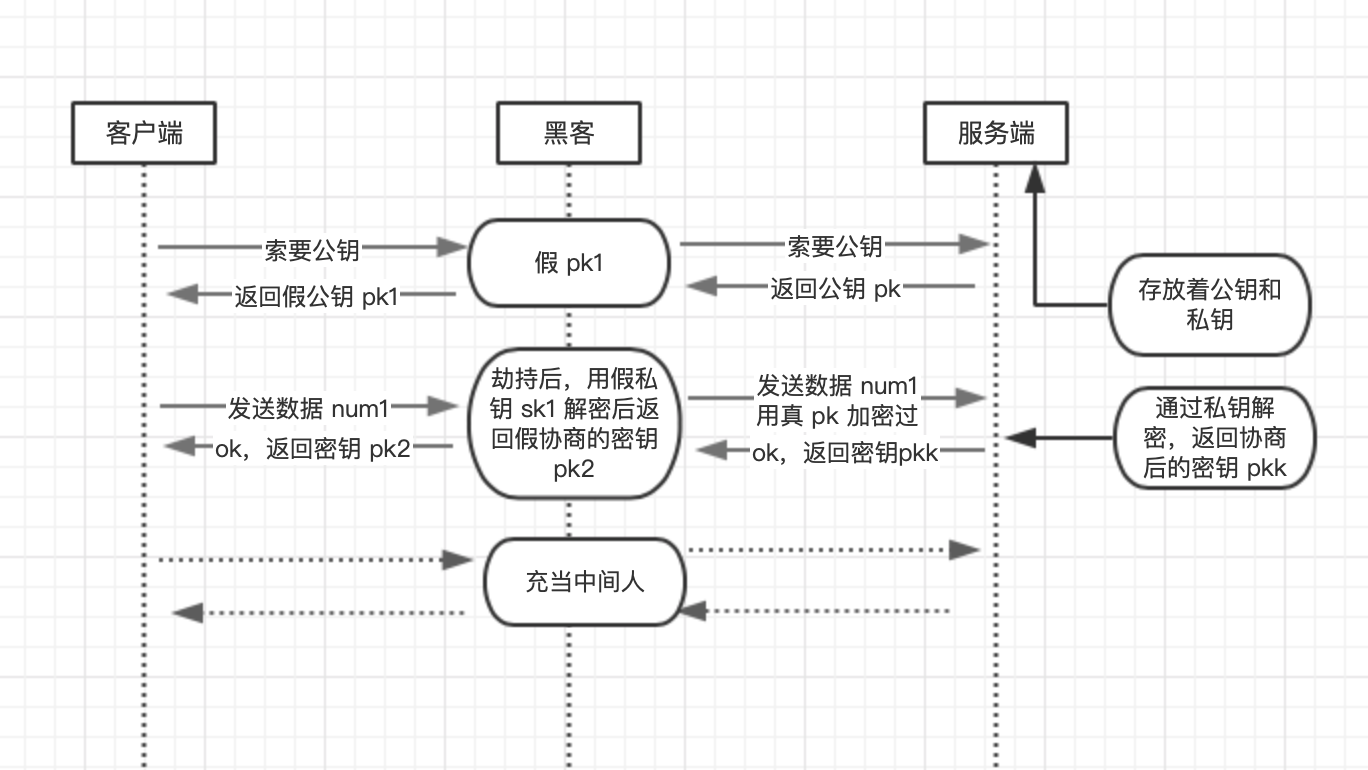 客户端
黑客
服务端
索要公钥
假 pk1
索要公钥
返回假公钥 pk1
返回公钥 pk
存放着公钥和
私钥
发送数据 num1
ok，返回密钥 pk2
劫持后，用假私
钥 sk1 解密后返
回假协商的密钥
pk2
发送数据 num1
用真 pk 加密过
ok，返回密钥pkk
通过私钥解
密，返回协商
后的密钥 pkk
充当中间人